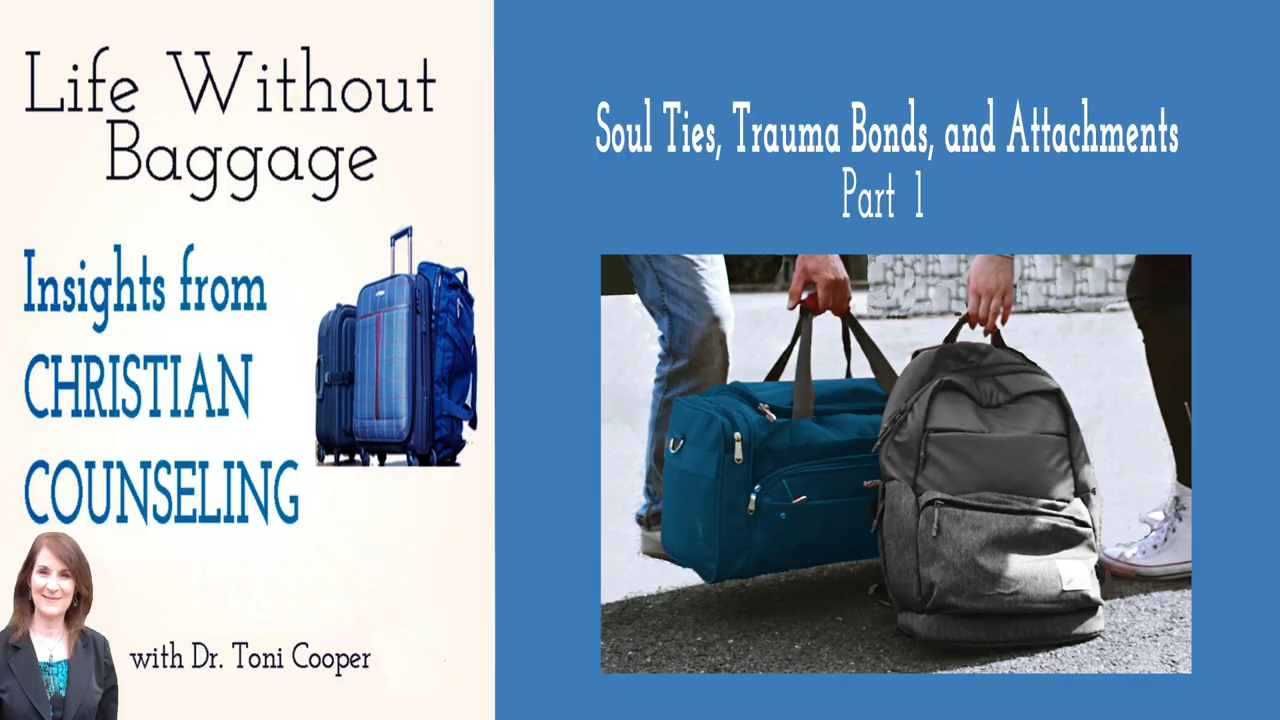 Life Without
Baggage
Insights from
CHRISTIAN
COUNSELING
with Dr. Toni Cooper
Soul Ties, Trauma Bonds, and Attachments
Part 1